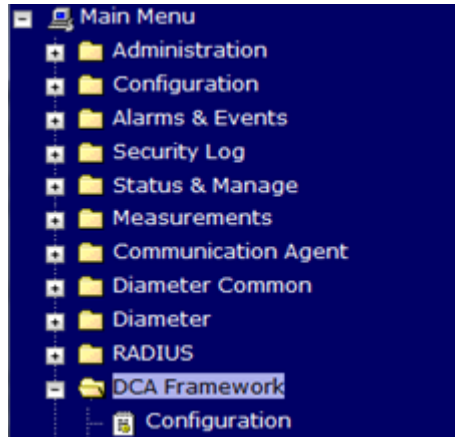 Main Menu
Administration
Configuration
Alarms & Events
Security Log
Status & Manage
Measurements
Communication Agent
Diameter Common
Diameter
RADIUS
DCA Framework
Configuration